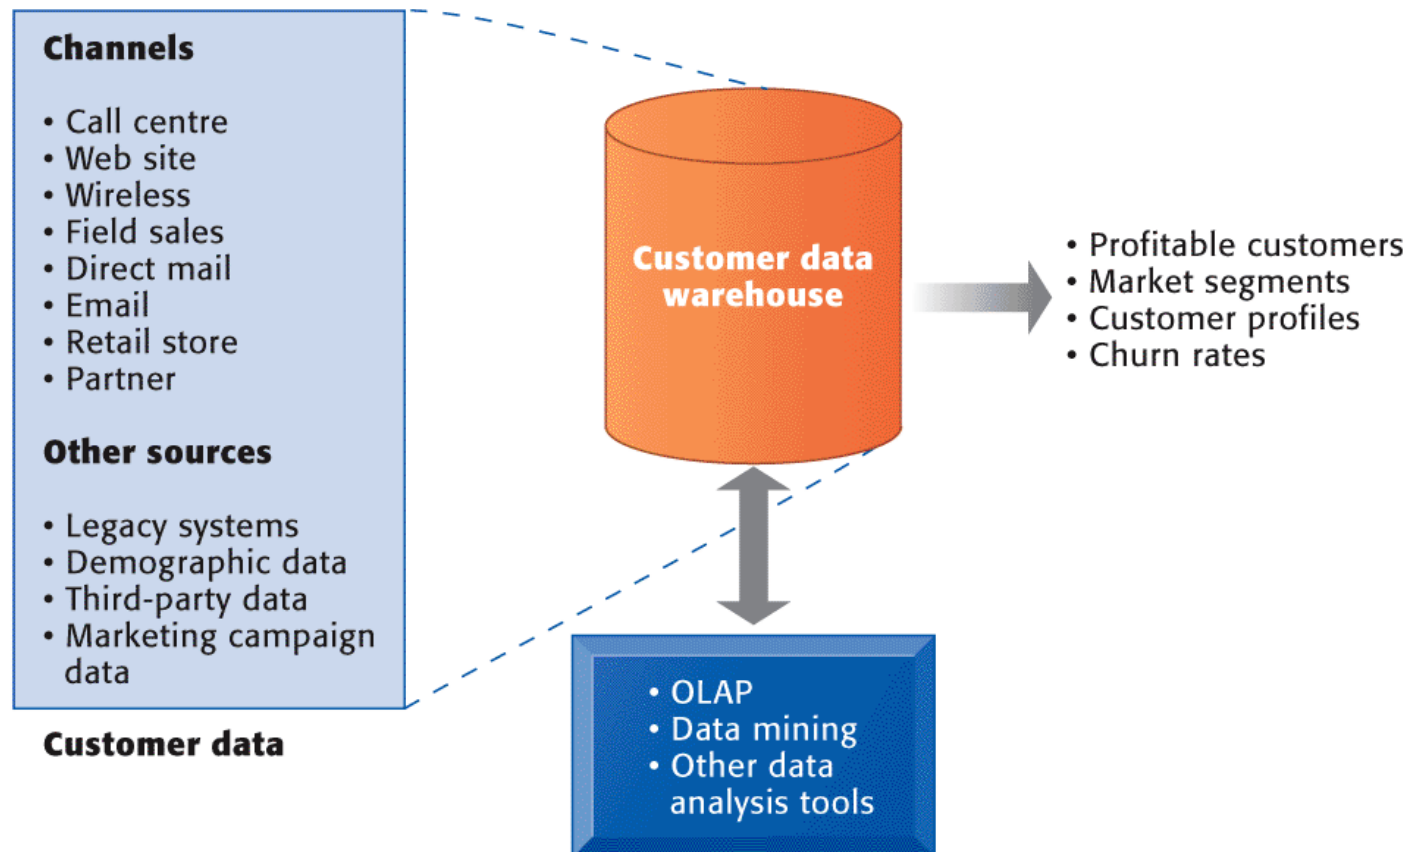 Channels
• Call centre
• Web site
• Wireless
• Field sales
• Direct mail
• Email
• Retail store
• Partner
Other sources
• Legacy systems
• Demographic data
• Third-party data
• Marketing campaign
data
Customer data
Customer data
warehouse
• Profitable customers
• Market segments
• Customer profiles
• Churn rates
• OLAP
• Data mining
• Other data
analysis tools